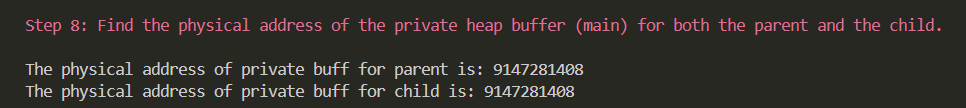 Step 8: Find the physical address of the private heap buffer (main) for both the parent and the child.
The physical address of private buff for parent is: 9147281408
The physical address of private buff for child is: 9147281408